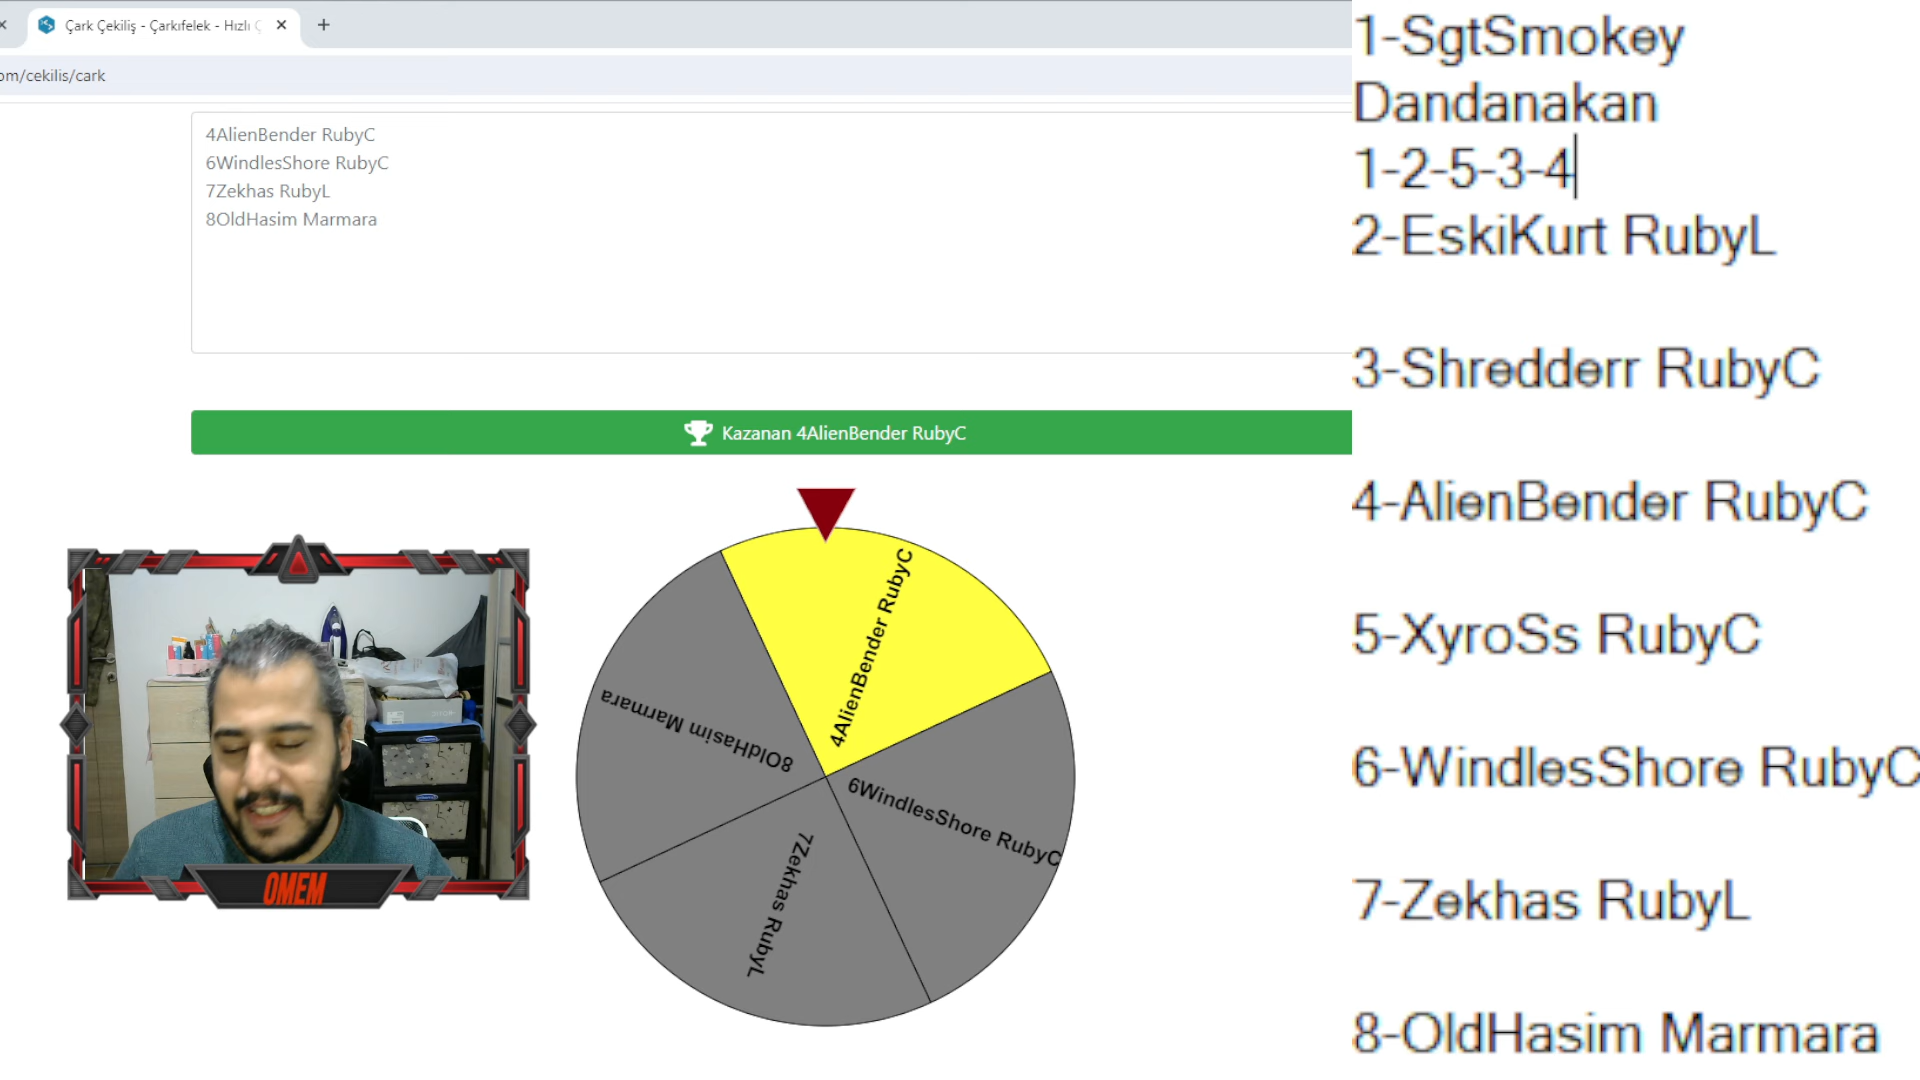 Çark Çekiliş - Çarkıfelek - Hızlı Ç
om/cekilis/cark
4AlienBender RubyC
6WindlesShore RubyC
7Zekhas RubyL
8OldHasim Marmara
Kazanan 4AlienBender RubyC
4AlienBender RubyC
6WindlesShore RubyC
7Zekhas RubyL
8OldHasim Marmara
OMEM
1-SgtSmokey
Dandanakan
1-2-5-3-4
2-EskiKurt RubyL
3-Shredderr RubyC
4-AlienBender RubyC
5-XyroSs RubyC
6-WindlesShore RubyC
7-Zekhas RubyL
8-OldHasim Marmara